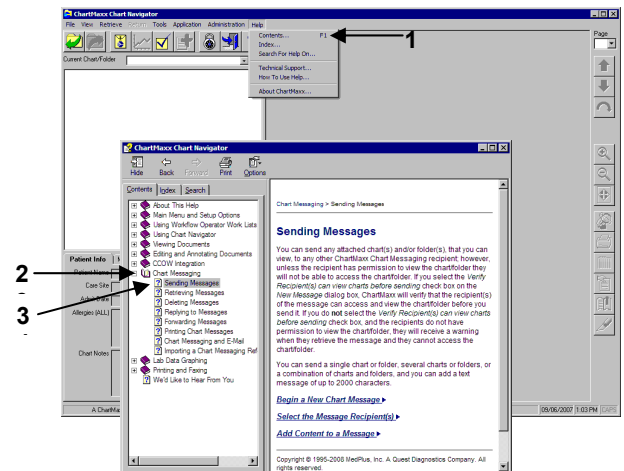 ChartMaxx Chart Navigator
File View Retrieve Return Tools Application Administration Help
Contents... F1
Index...
Search For Help On...
Technical Support...
How To Use Help...
About ChartMaxx...
1
Page
Current Chart/Folder
ChartMaxx Chart Navigator
Hide Back Forward Print Options
Contents Index Search
About This Help
Main Menu and Setup Options
Using Workflow Operator Work Lists
Using Chart Navigator
Viewing Documents
Editing and Annotating Documents
CCOW Integration
2
Chart Messaging
3
Sending Messages
Retrieving Messages
Deleting Messages
Replying to Messages
Forwarding Messages
Printing Chart Messages
Chart Messaging and E-Mail
Importing a Chart Messaging Ref
Lab Data Graphing
Printing and Faxing
We'd Like to Hear From You
Chart Messaging > Sending Messages
Sending Messages
You can send any attached chart(s) and/or folder(s), that you can
view, to any other ChartMaxx Chart Messaging recipient; however,
unless the recipient has permission to view the chart/folder they will
not be able to access the chart/folder. If you select the Verify
Recipient(s) can view charts before sending check box on the
New Message dialog box, ChartMaxx will verify that the recipient(s)
of the message can access and view the chart/folder before you
send it. If you do not select the Verify Recipient(s) can view charts
before sending check box, and the recipients do not have
permission to view the chart/folder, they will receive a warning
when they retrieve the message and they cannot access the
chart/folder.
You can send a single chart or folder, several charts or folders, or
a combination of charts and folders, and you can add a text
message of up to 2000 characters.
Begin a New Chart Message
Select the Message Recipient(s)
Add Content to a Message
Copyright © 1995-2008 MedPlus, Inc. A Quest Diagnostics Company. All
rights reserved.
Patient Info
Patient Name
Care Site
Admit Date
Allergies (ALL)
Chart Notes
A ChartMax
09/06/2007 1:03 PM CAPS